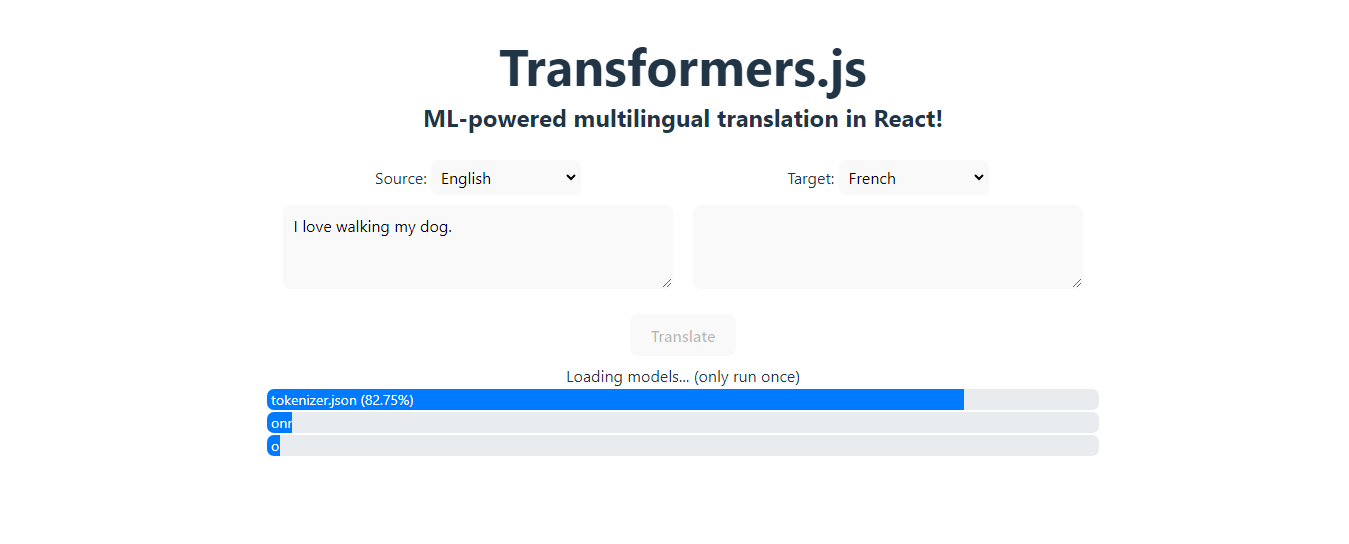 Transformers.js
ML-powered multilingual translation in React!
Source: English Target: French
I love walking my dog.
Translate
Loading models... (only run once)
tokenizer.json (82.75%)